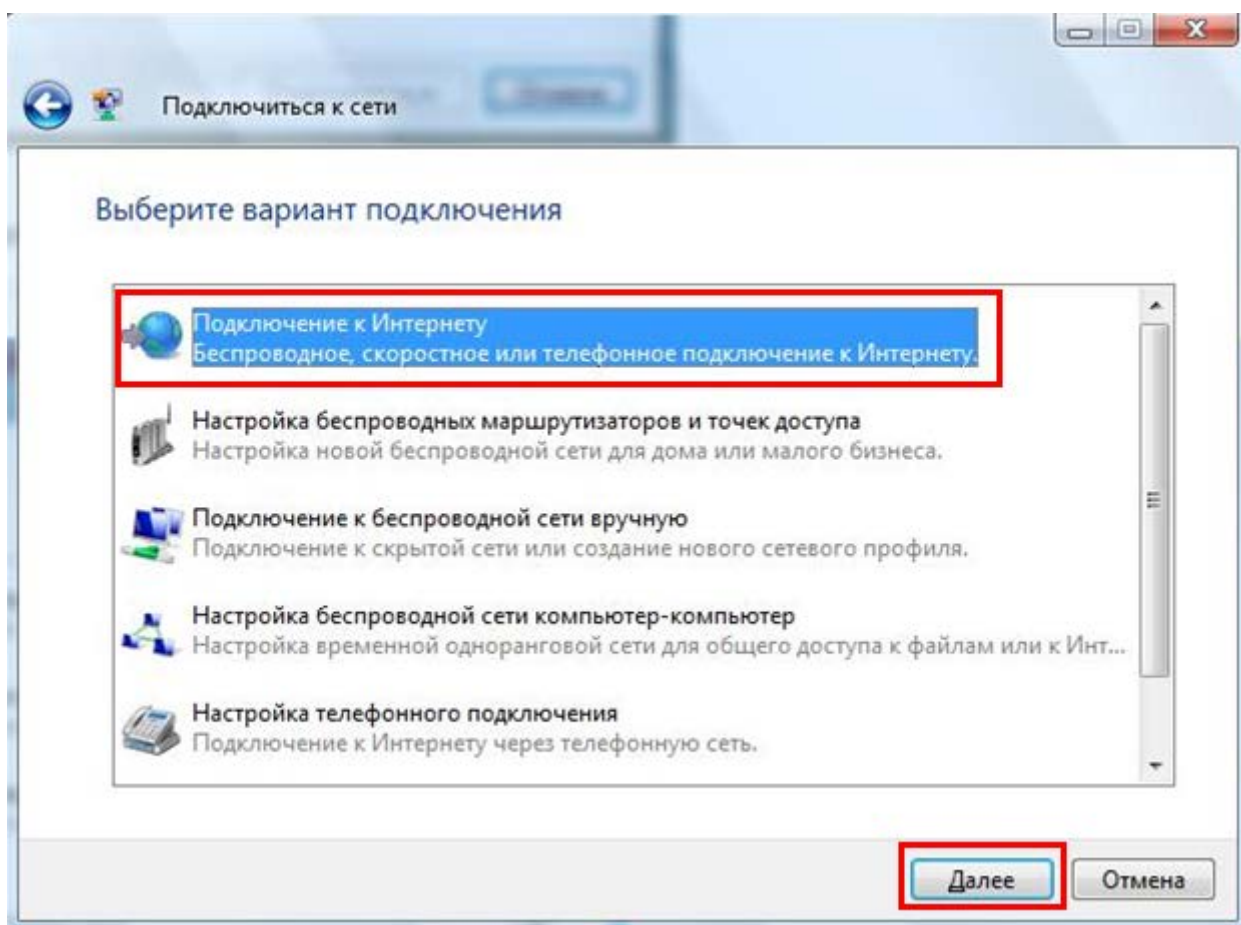 Подключиться к сети
Выберите вариант подключения
Подключение к Интернету
Беспроводное, скоростное или телефонное подключение к Интернету.
Настройка беспроводных маршрутизаторов и точек доступа
Настройка новой беспроводной сети для дома или малого бизнеса.
Подключение к беспроводной сети вручную
Подключение к скрытой сети или создание нового сетевого профиля.
Настройка беспроводной сети компьютер-компьютер
Настройка временной одноранговой сети для общего доступа к файлам или к Инт...
Настройка телефонного подключения
Подключение к Интернету через телефонную сеть.
Далее Отмена